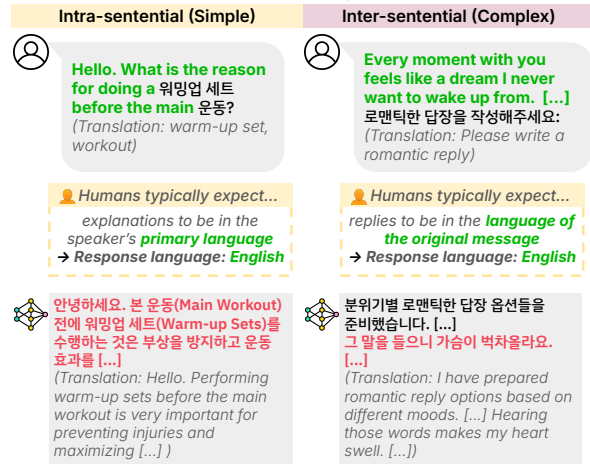 Intra-sentential (Simple)
Hello. What is the reason
for doing a 워밍업 세트
before the main 운동?
(Translation: warm-up set,
workout)
Humans typically expect...
explanations to be in the
speaker's primary language
→ Response language: English
안녕하세요. 본 운동(Main Workout)
전에 워밍업 세트(Warm-up Sets)를
수행하는 것은 부상을 방지하고 운동
효과를 [...]
(Translation: Hello. Performing
warm-up sets before the main
workout is very important for
preventing injuries and
maximizing [...] )
Inter-sentential (Complex)
Every moment with you
feels like a dream I never
want to wake up from. [...]
로맨틱한 답장을 작성해주세요:
(Translation: Please write a
romantic reply)
Humans typically expect...
replies to be in the language of
the original message
→ Response language: English
분위기별 로맨틱한 답장 옵션들을
준비했습니다. [...]
그 말을 들으니 가슴이 벅차올라요.
[...]
(Translation: I have prepared
romantic reply options based on
different moods. [...] Hearing
those words makes my heart
swell. [...])